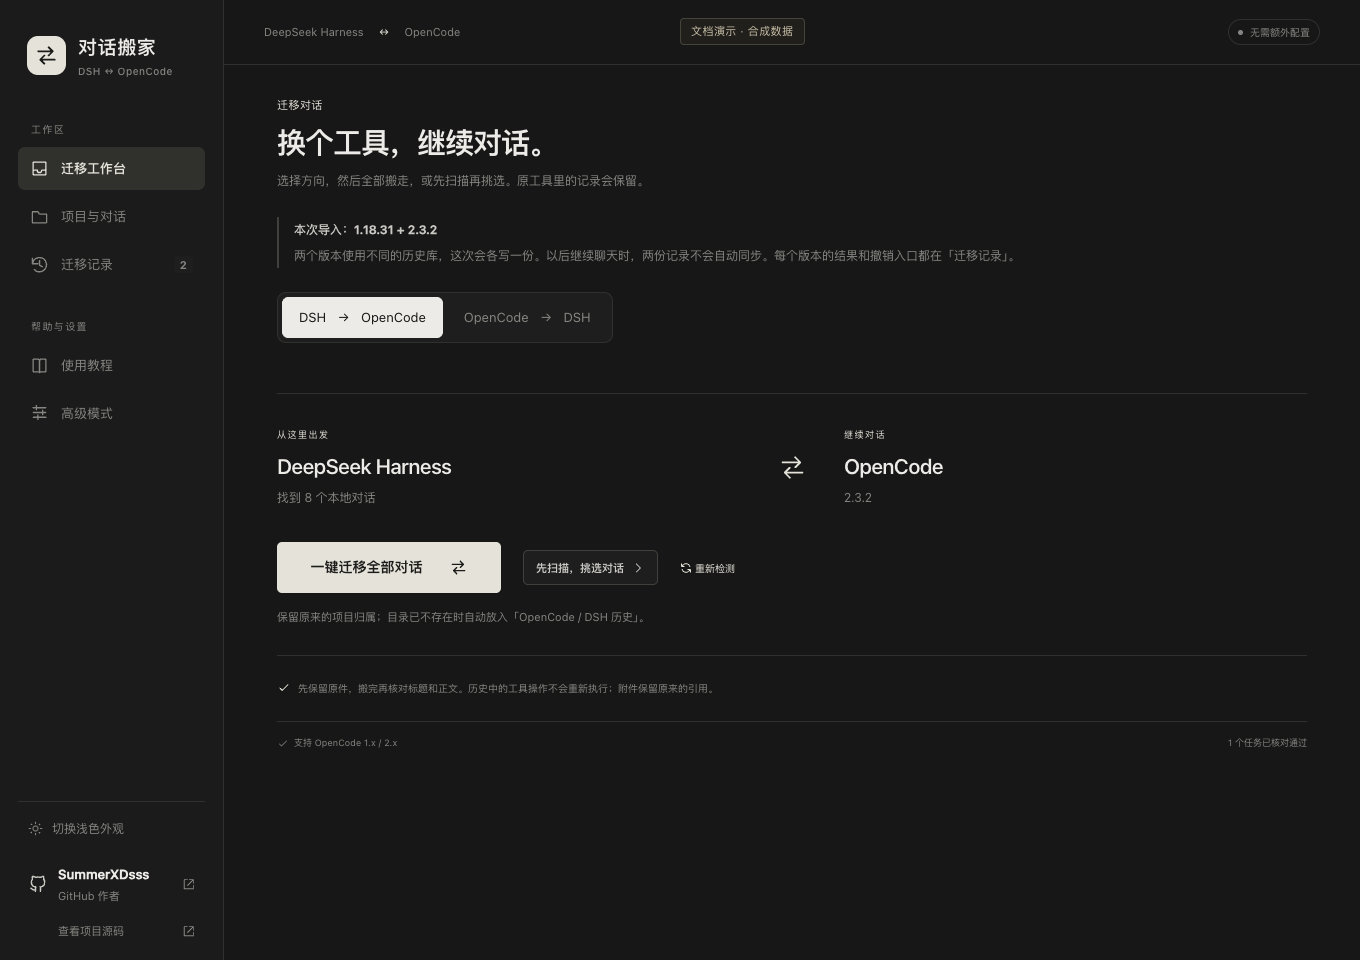 对话搬家
DSH ↔ OpenCode
工作区
迁移工作台
项目与对话
迁移记录 2
帮助与设置
使用教程
高级模式
切换浅色外观
SummerXDsss
GitHub 作者
查看项目源码
DeepSeek Harness ↔ OpenCode
文档演示 · 合成数据
无需额外配置
迁移对话
换个工具，继续对话。
选择方向，然后全部搬走，或先扫描再挑选。原工具里的记录会保留。
本次导入：1.18.31 + 2.3.2
两个版本使用不同的历史库，这次会各写一份。以后继续聊天时，两份记录不会自动同步。每个版本的结果和撤销入口都在「迁移记录」。
DSH → OpenCode
OpenCode → DSH
从这里出发
DeepSeek Harness
找到 8 个本地对话
继续对话
OpenCode
2.3.2
一键迁移全部对话
先扫描，挑选对话
重新检测
保留原来的项目归属；目录已不存在时自动放入「OpenCode / DSH 历史」。
先保留原件，搬完再核对标题和正文。历史中的工具操作不会重新执行；附件保留原来的引用。
支持 OpenCode 1.x / 2.x
1 个任务已核对通过